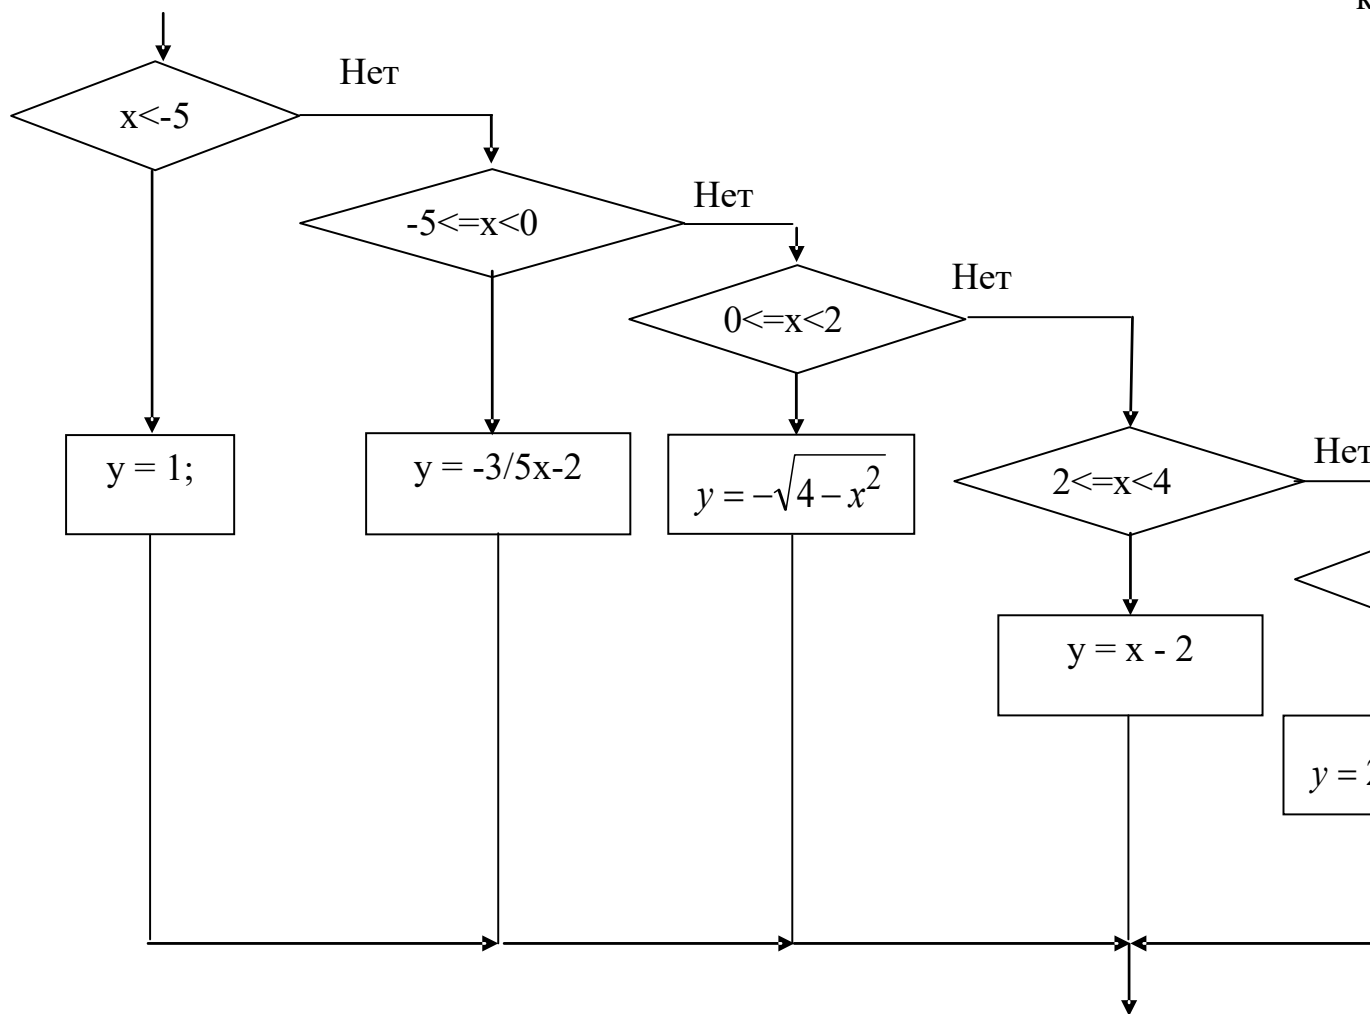 Нет
x<-5
Нет
-5<=x<0
Нет
0<=x<2
Нет
2<=x<4
y = 1;
y = -3/5x-2
y = −√4 − x²
y = x - 2
y =